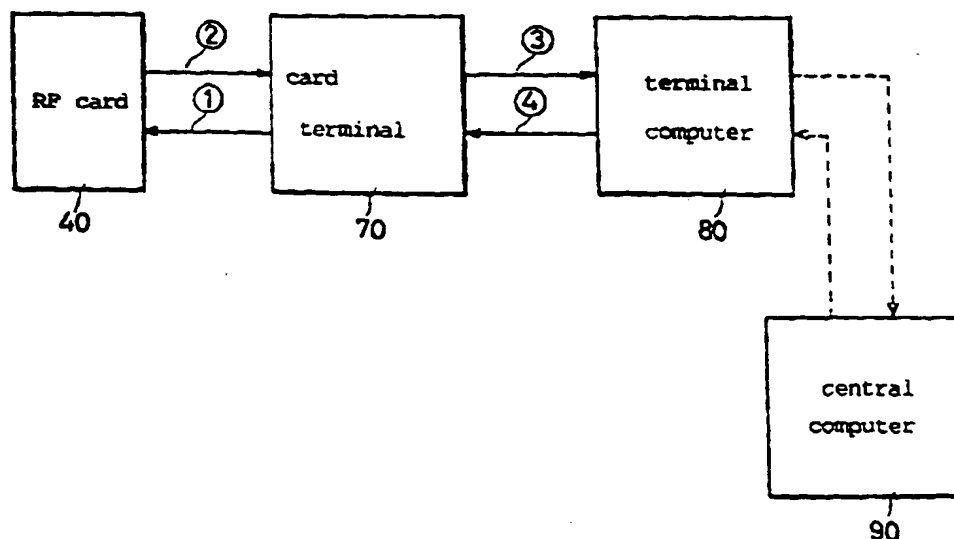 ②
③
①
④
RF card
card
terminal
terminal
computer
40
70
80
central
computer
90